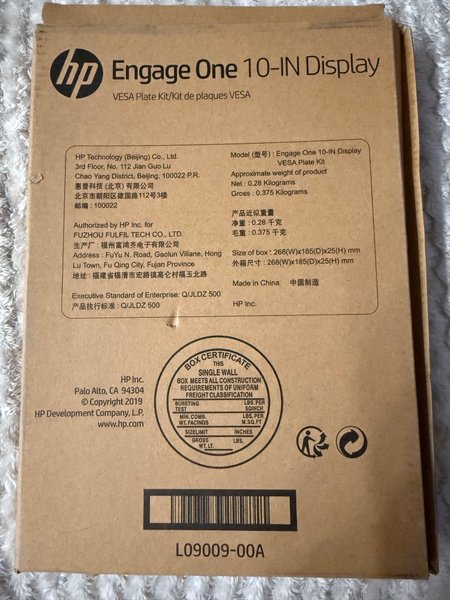 hp Engage One 10-IN Display
VESA Plate Kit/Kit de plaques VESA
HP Technology (Beijing) Co., Ltd.
3rd Floor, No. 112 Jian Guo Lu
Chao Yang District, Beijing, 100022 P.R.
惠普科技 (北京) 有限公司
北京市朝阳区建国路112号3楼
邮编 : 100022
Authorized by HP Inc. for
FUZHOU FULFIL TECH CO., LTD.
生产厂 : 福州富鸿齐电子有限公司
Address : FuYu N. Road, Gaolun Village, Hong
Lu Town, Fu Qing City, Fujian Province
地址 : 福建省福清市宏路镇高仑村福玉北路
Executive Standard of Enterprise: Q/JLDZ 500
产品执行标准 : Q/JLDZ 500
Model (型号) : Engage One 10-IN Display
VESA Plate Kit
Approximate weight of product
Net : 0.28 Kilograms
Gross : 0.375 Kilograms
产品近似重量
净重 : 0.28 千克
毛重 : 0.375 千克
Size of box : 268(W)x185(D)x25(H) mm
外箱尺寸 : 268(W)x185(D)x25(H) mm
Made in China 中国制造
HP Inc.
HP Inc.
Palo Alto, CA 94304
© Copyright 2019
HP Development Company, L.P.
www.hp.com
BOX CERTIFICATE
THIS
SINGLE WALL
BOX MEETS ALL CONSTRUCTION
REQUIREMENTS OF UNIFORM
FREIGHT CLASSIFICATION
BURSTING TEST LBS. PER SQ INCH
MIN. COMB. WT. FACINGS LBS. PER M.SQ.FT
SIZE LIMIT INCHES
GROSS WT. LT. LBS.
L09009-00A